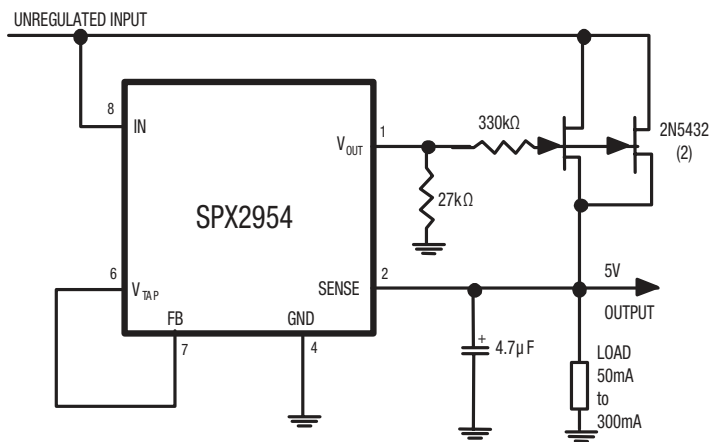 UNREGULATED INPUT
8
IN
1
V_OUT
330kΩ
2N5432
(2)
27kΩ
SPX2954
6
V_TAP
SENSE
2
5V
OUTPUT
FB
GND
7
4
+
4.7µF
LOAD
50mA
to
300mA